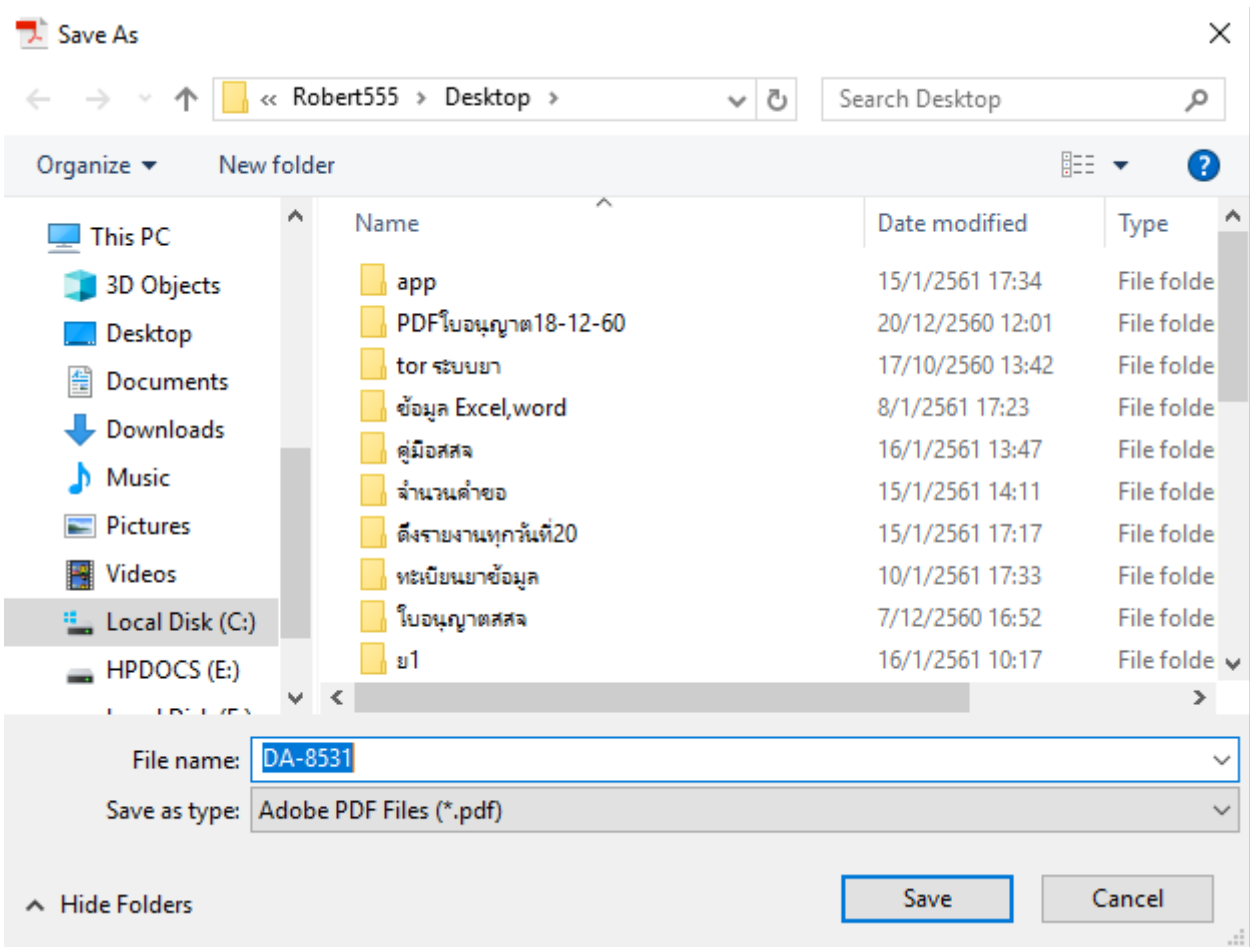 Save As
« Robert555 › Desktop ›
Search Desktop
Organize
New folder
Name
Date modified
Type
This PC
3D Objects
Desktop
Documents
Downloads
Music
Pictures
Videos
Local Disk (C:)
HPDOCS (E:)
app 15/1/2561 17:34 File folde
PDFใบอนุญาต18-12-60 20/12/2560 12:01 File folde
tor ระบบยา 17/10/2560 13:42 File folde
ข้อมูล Excel,word 8/1/2561 17:23 File folde
คู่มือสสจ 16/1/2561 13:47 File folde
จำนวนคำขอ 15/1/2561 14:11 File folde
ดึงรายงานทุกวันที่20 15/1/2561 17:17 File folde
ทะเบียนยาข้อมูล 10/1/2561 17:33 File folde
ใบอนุญาตสสจ 7/12/2560 16:52 File folde
ย1 16/1/2561 10:17 File folde
File name: DA-8531
Save as type: Adobe PDF Files (*.pdf)
Hide Folders
Save
Cancel